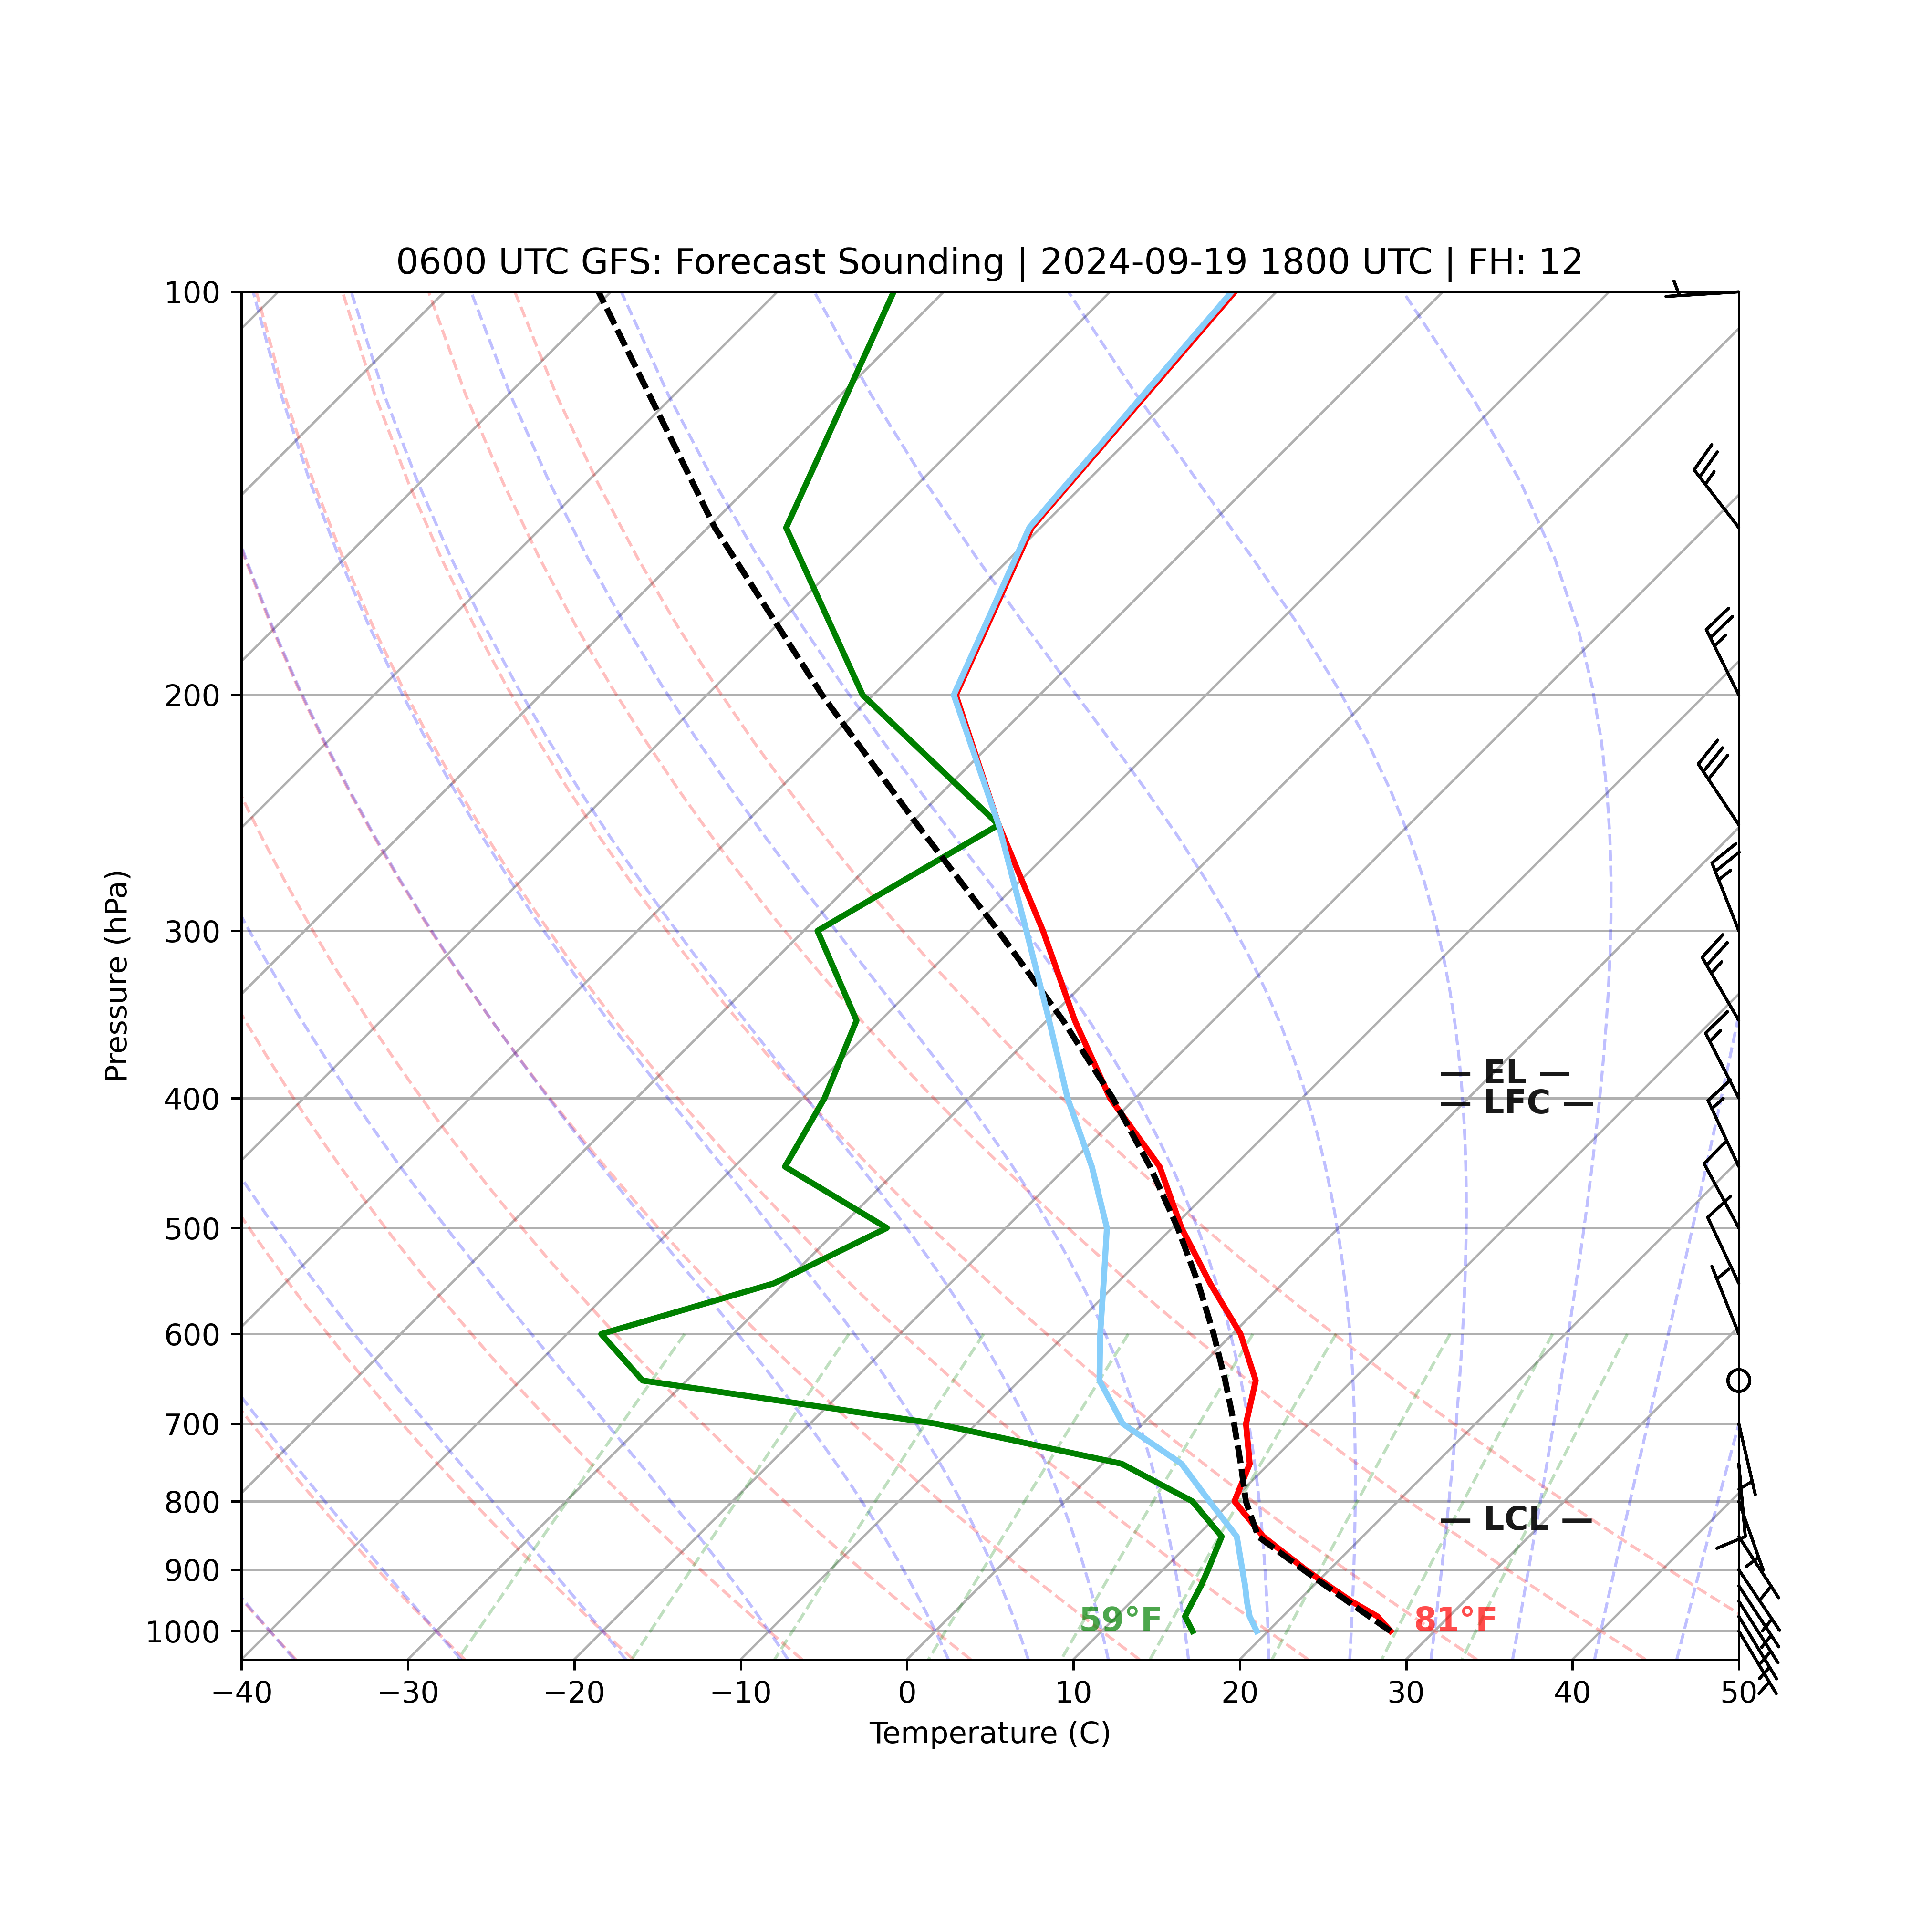 0600 UTC GFS: Forecast Sounding | 2024-09-19 1800 UTC | FH: 12
100
200
300
400
500
600
700
800
900
1000
Pressure (hPa)
— EL —
— LFC —
— LCL —
59°F
81°F
−40 −30 −20 −10 0 10 20 30 40 50
Temperature (C)